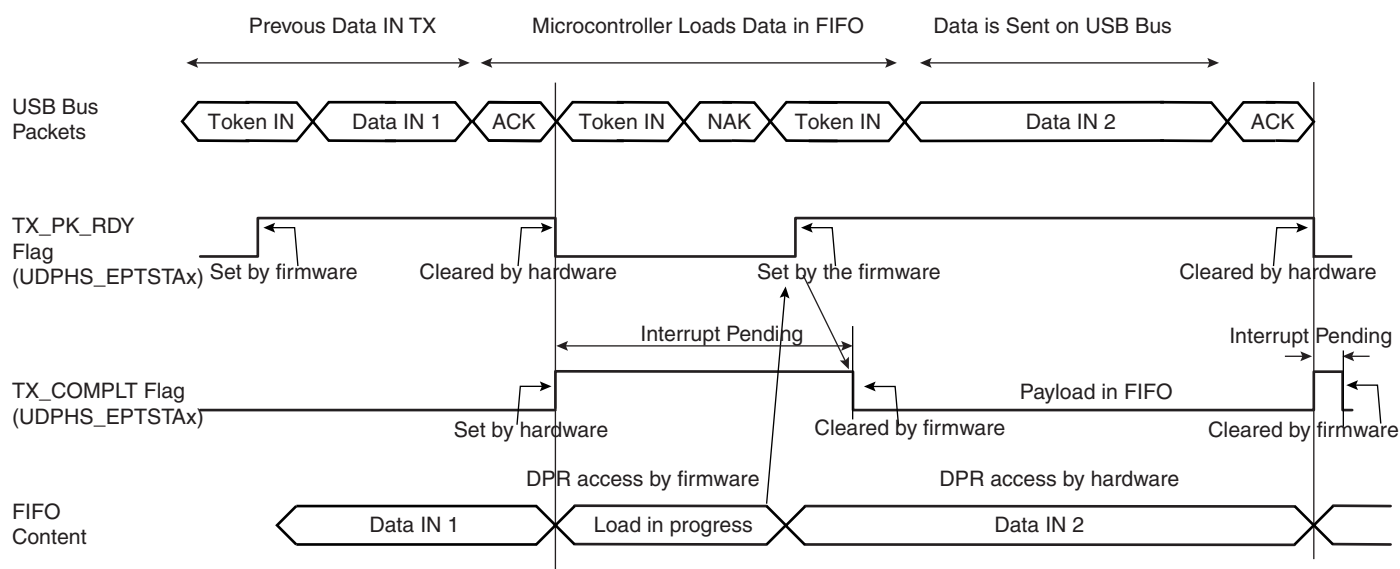 Prevous Data IN TX
Microcontroller Loads Data in FIFO
Data is Sent on USB Bus
USB Bus
Packets
Token IN
Data IN 1
ACK
Token IN
NAK
Token IN
Data IN 2
ACK
TX_PK_RDY
Flag
(UDPHS_EPTSTAx)
Set by firmware
Cleared by hardware
Set by the firmware
Cleared by hardware
Interrupt Pending
Interrupt Pending
TX_COMPLT Flag
(UDPHS_EPTSTAx)
Payload in FIFO
Set by hardware
Cleared by firmware
Cleared by firmware
DPR access by firmware
DPR access by hardware
FIFO
Content
Data IN 1
Load in progress
Data IN 2